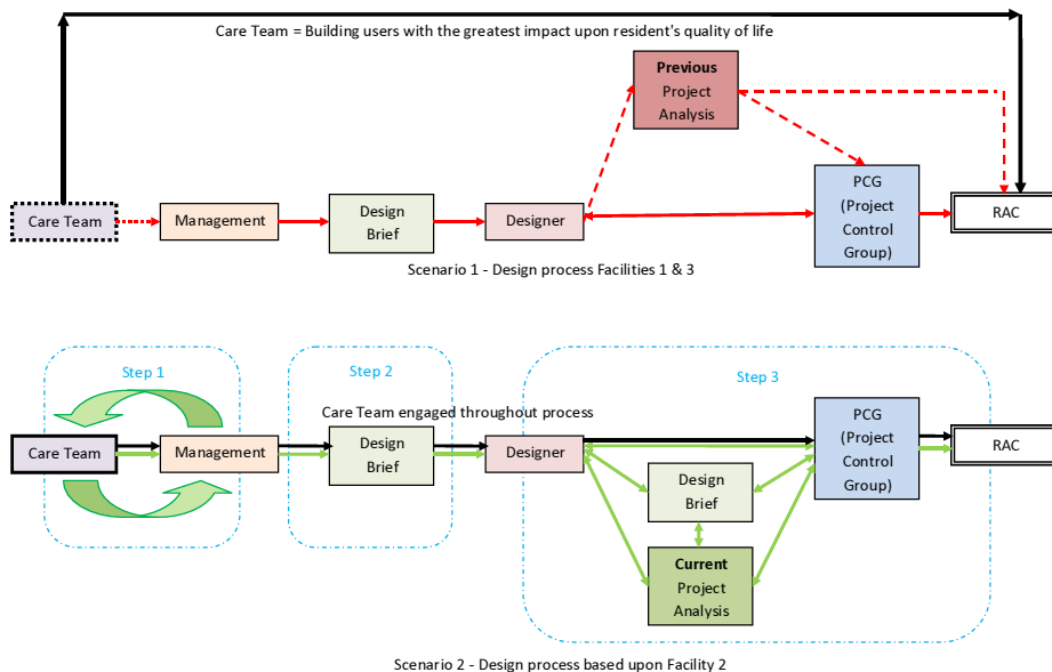 Care Team = Building users with the greatest impact upon resident's quality of life
Previous
Project
Analysis
Care Team
Management
Design
Brief
Designer
PCG
(Project
Control
Group)
RAC
Scenario 1 - Design process Facilities 1 & 3
Step 1
Step 2
Step 3
Care Team engaged throughout process
Care Team
Management
Design
Brief
Designer
PCG
(Project
Control
Group)
RAC
Design
Brief
Current
Project
Analysis
Scenario 2 - Design process based upon Facility 2